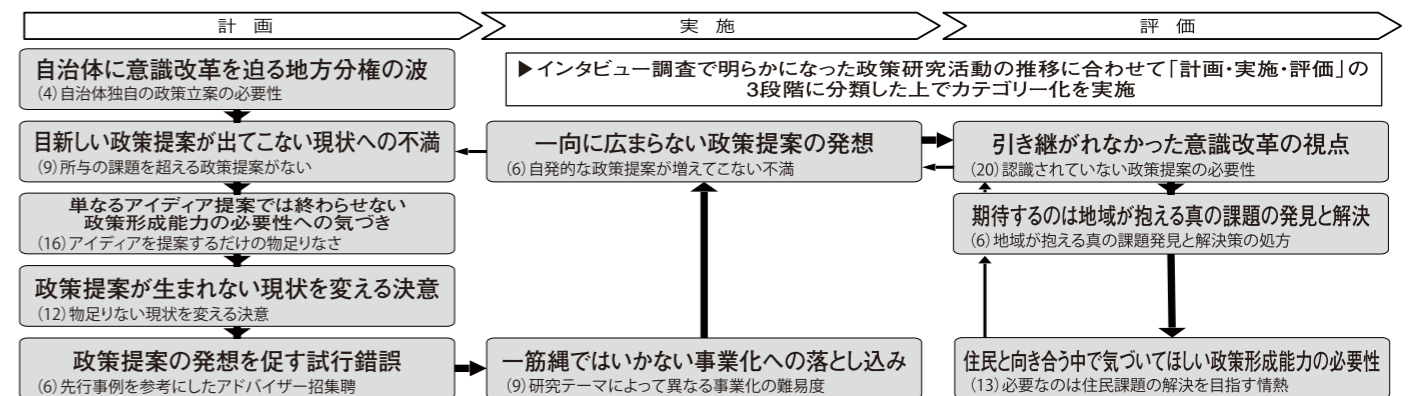 計 画
実 施
評 価
▶インタビュー調査で明らかになった政策研究活動の推移に合わせて「計画・実施・評価」の
3段階に分類した上でカテゴリー化を実施
自治体に意識改革を迫る地方分権の波
(4)自治体独自の政策立案の必要性
目新しい政策提案が出てこない現状への不満
(9)所与の課題を超える政策提案がない
単なるアイディア提案では終わらせない
政策形成能力の必要性への気づき
(16)アイディアを提案するだけの物足りなさ
政策提案が生まれない現状を変える決意
(12)物足りない現状を変える決意
政策提案の発想を促す試行錯誤
(6)先行事例を参考にしたアドバイザー招集聘
一向に広まらない政策提案の発想
(6)自発的な政策提案が増えてこない不満
一筋縄ではいかない事業化への落とし込み
(9)研究テーマによって異なる事業化の難易度
引き継がれなかった意識改革の視点
(20)認識されていない政策提案の必要性
期待するのは地域が抱える真の課題の発見と解決
(6)地域が抱える真の課題発見と解決策の処方
住民と向き合う中で気づいてほしい政策形成能力の必要性
(13)必要なのは住民課題の解決を目指す情熱